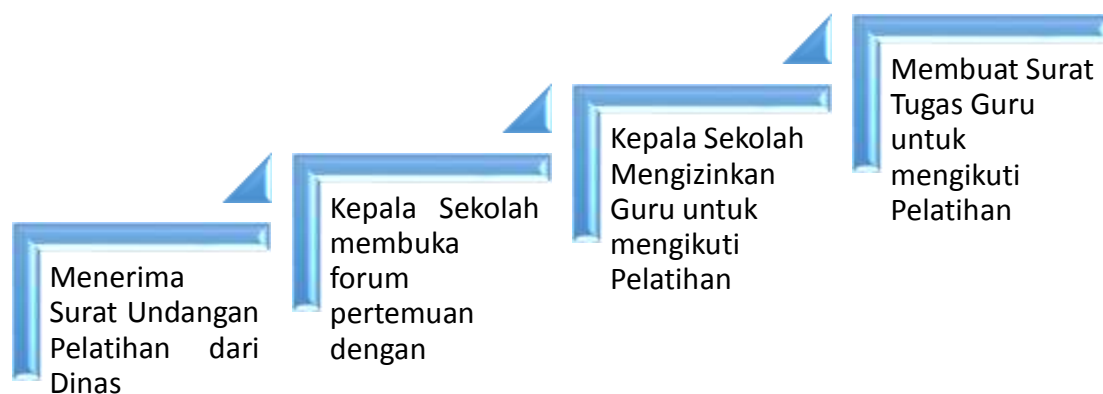 Menerima
Surat Undangan
Pelatihan dari
Dinas
Kepala Sekolah
membuka
forum
pertemuan
dengan
Kepala Sekolah
Mengizinkan
Guru untuk
mengikuti
Pelatihan
Membuat Surat
Tugas Guru
untuk
mengikuti
Pelatihan